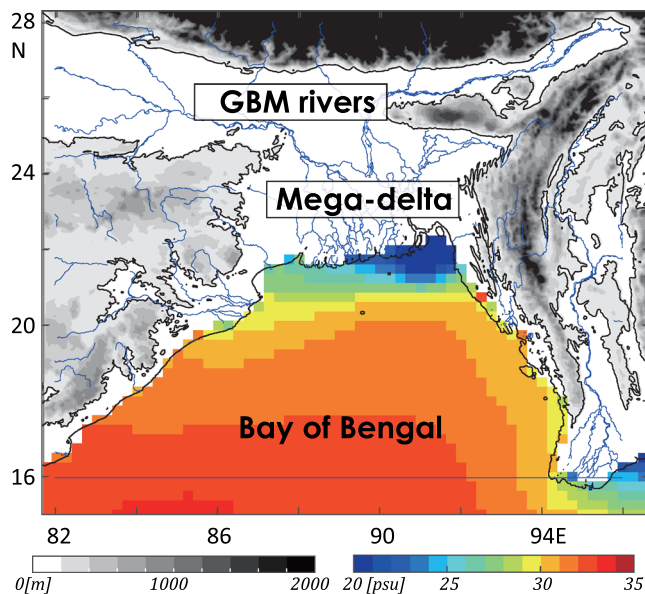 28
N
GBM rivers
24
Mega-delta
20
Bay of Bengal
16
82 86 90 94E
0[m] 1000 2000 20 [psu] 25 30 35